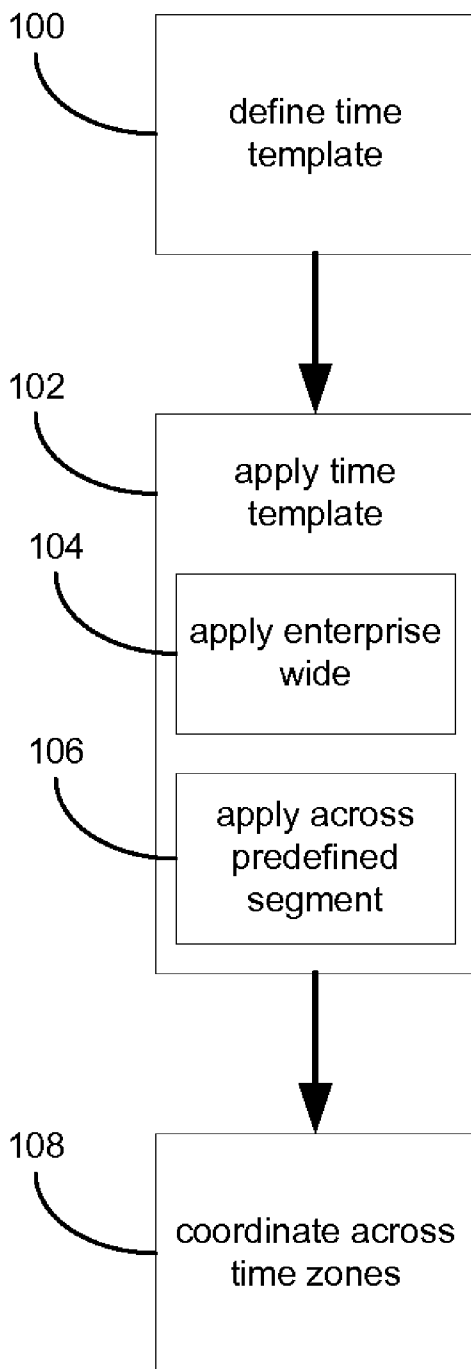 100
define time
template
102
apply time
template
104
apply enterprise
wide
106
apply across
predefined
segment
108
coordinate across
time zones